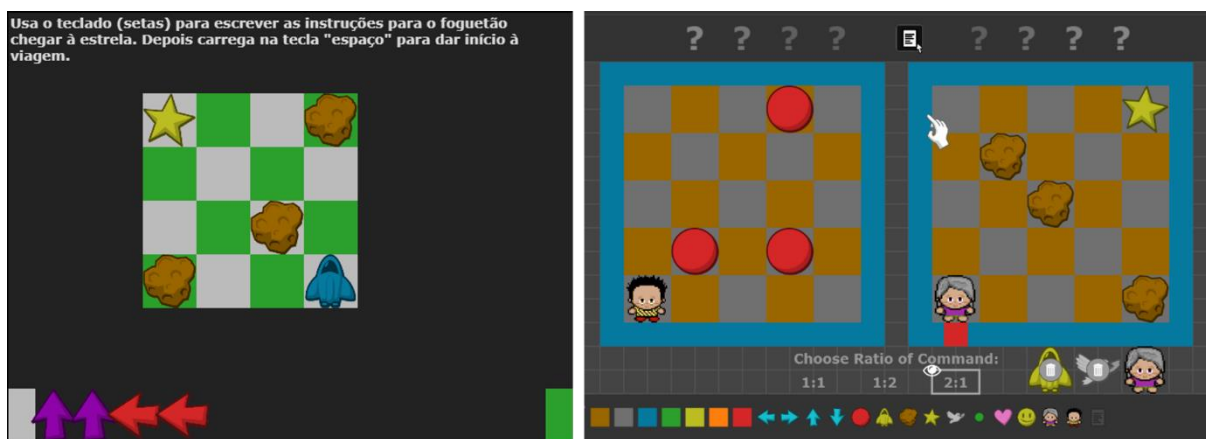 Usa o teclado (setas) para escrever as instruções para o foguetão
chegar à estrela. Depois carrega na tecla "espaço" para dar início à
viagem.
? ? ? ? ? ? ? ?
Choose Ratio of Command:
1:1 1:2 2:1